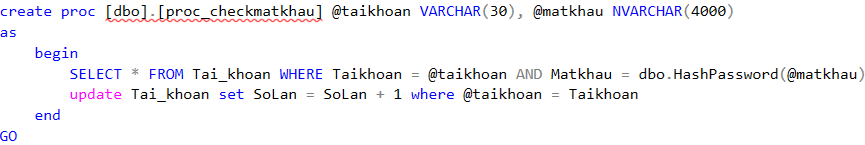 create proc [dbo].[proc_checkmatkhau] @taikhoan VARCHAR(30), @matkhau NVARCHAR(4000)
as
    begin
        SELECT * FROM Tai_khoan WHERE Taikhoan = @taikhoan AND Matkhau = dbo.HashPassword(@matkhau)
        update Tai_khoan set SoLan = SoLan + 1 where @taikhoan = Taikhoan
    end
GO